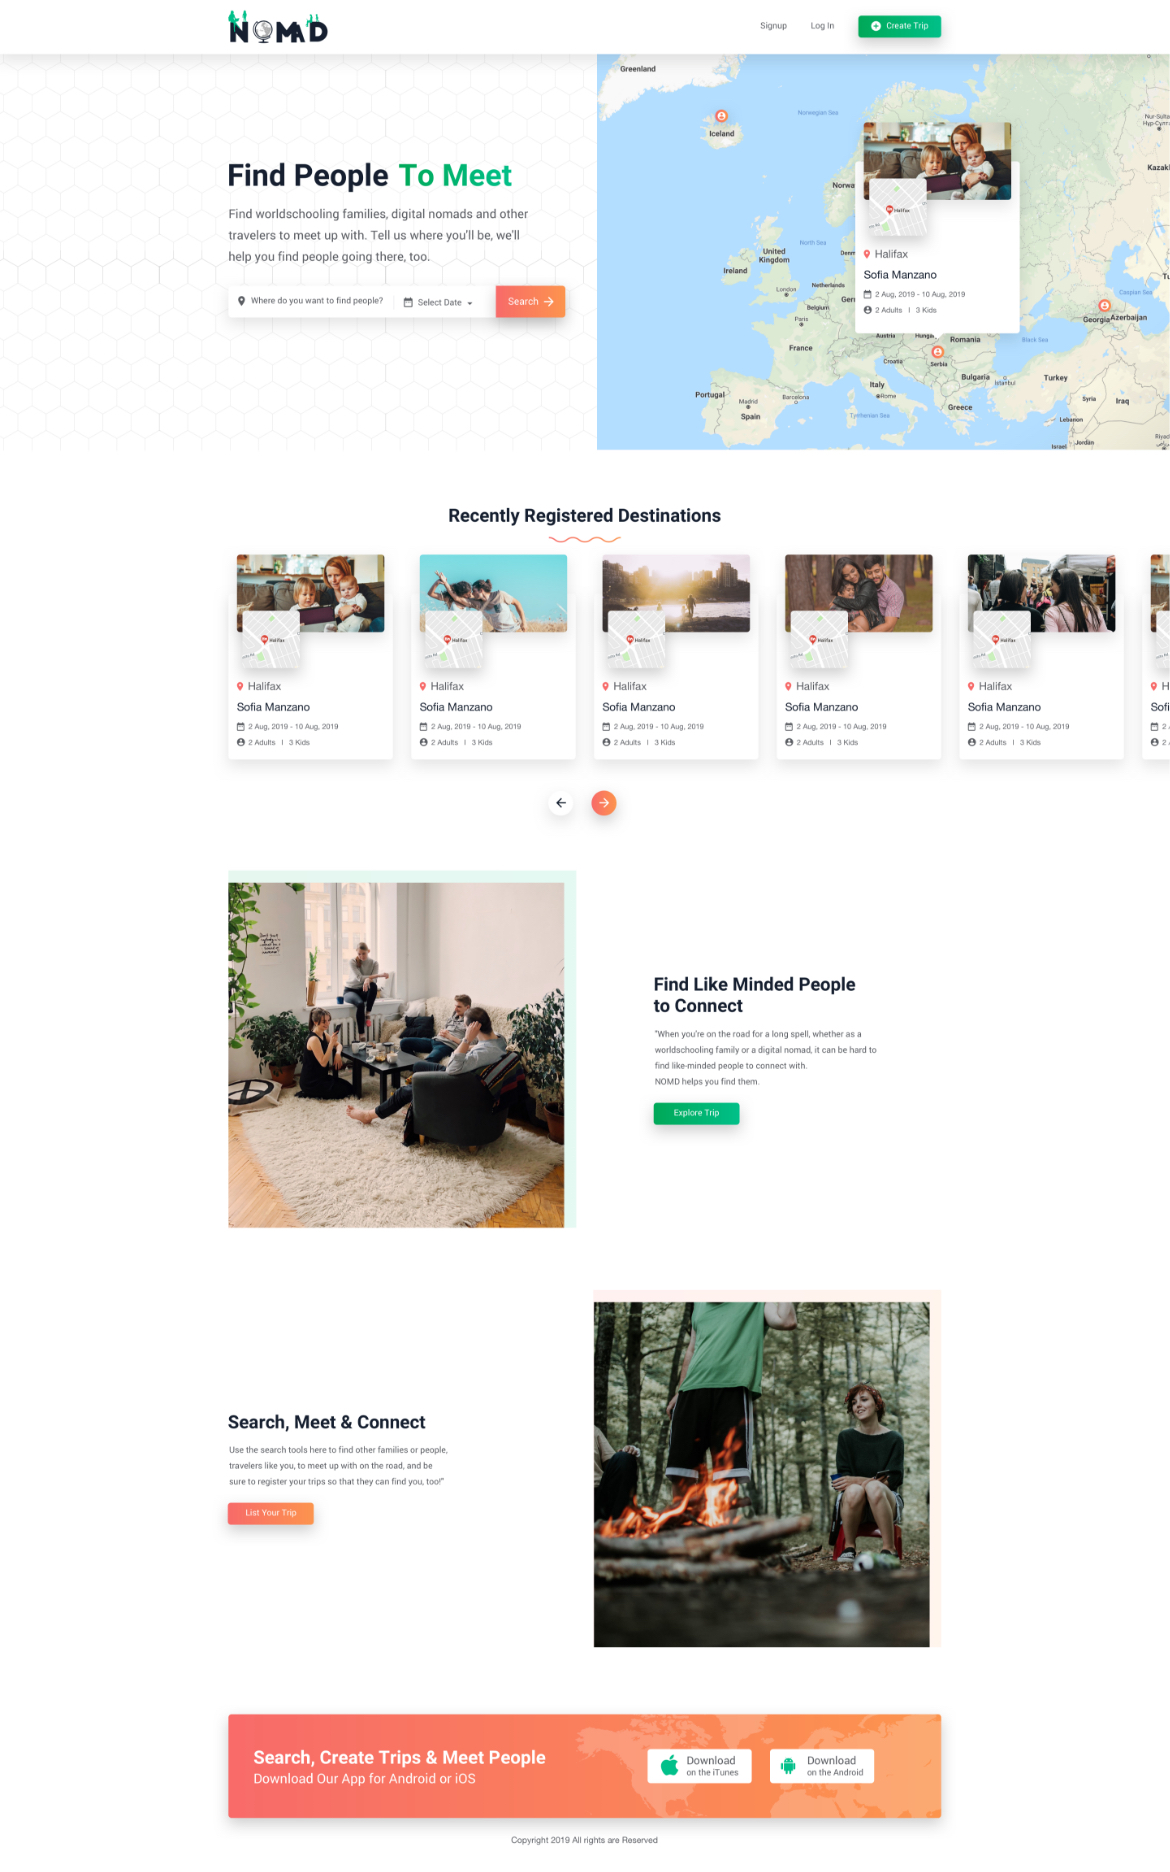 NOMAD
Signup
Log In
Create Trip
Find People To Meet
Find worldschooling families, digital nomads and other
travelers to meet up with. Tell us where you'll be, we'll
help you find people going there, too.
Where do you want to find people?
Select Date
Search
Greenland
Norwegian Sea
Iceland
Norwa
North Sea
United
Kingdom
Ireland
London
Netherlands
Belgium
Paris
France
Austria
Croatia
Serbia
Romania
Italy
Rome
Bulgaria
Istanbul
Black Sea
Portugal
Madrid
Spain
Barcelona
Tyrrhenian Sea
Greece
Turkey
Georgia
Azerbaijan
Caspian Sea
Syria
Iraq
Lebanon
Israel
Jordan
Riyad
Kazak
Halifax
Halifax
Sofia Manzano
2 Aug, 2019 - 10 Aug, 2019
2 Adults | 3 Kids
Recently Registered Destinations
Halifax
Halifax
Sofia Manzano
2 Aug, 2019 - 10 Aug, 2019
2 Adults | 3 Kids
Halifax
Halifax
Sofia Manzano
2 Aug, 2019 - 10 Aug, 2019
2 Adults | 3 Kids
Halifax
Halifax
Sofia Manzano
2 Aug, 2019 - 10 Aug, 2019
2 Adults | 3 Kids
Halifax
Halifax
Sofia Manzano
2 Aug, 2019 - 10 Aug, 2019
2 Adults | 3 Kids
Halifax
Halifax
Sofia Manzano
2 Aug, 2019 - 10 Aug, 2019
2 Adults | 3 Kids
H
Sofi
2
2
Find Like Minded People
to Connect
"When you're on the road for a long spell, whether as a
worldschooling family or a digital nomad, it can be hard to
find like-minded people to connect with.
NOMD helps you find them.
Explore Trip
Search, Meet & Connect
Use the search tools here to find other families or people,
travelers like you, to meet up with on the road, and be
sure to register your trips so that they can find you, too!"
List Your Trip
Search, Create Trips & Meet People
Download Our App for Android or iOS
Download
on the iTunes
Download
on the Android
Copyright 2019 All rights are Reserved